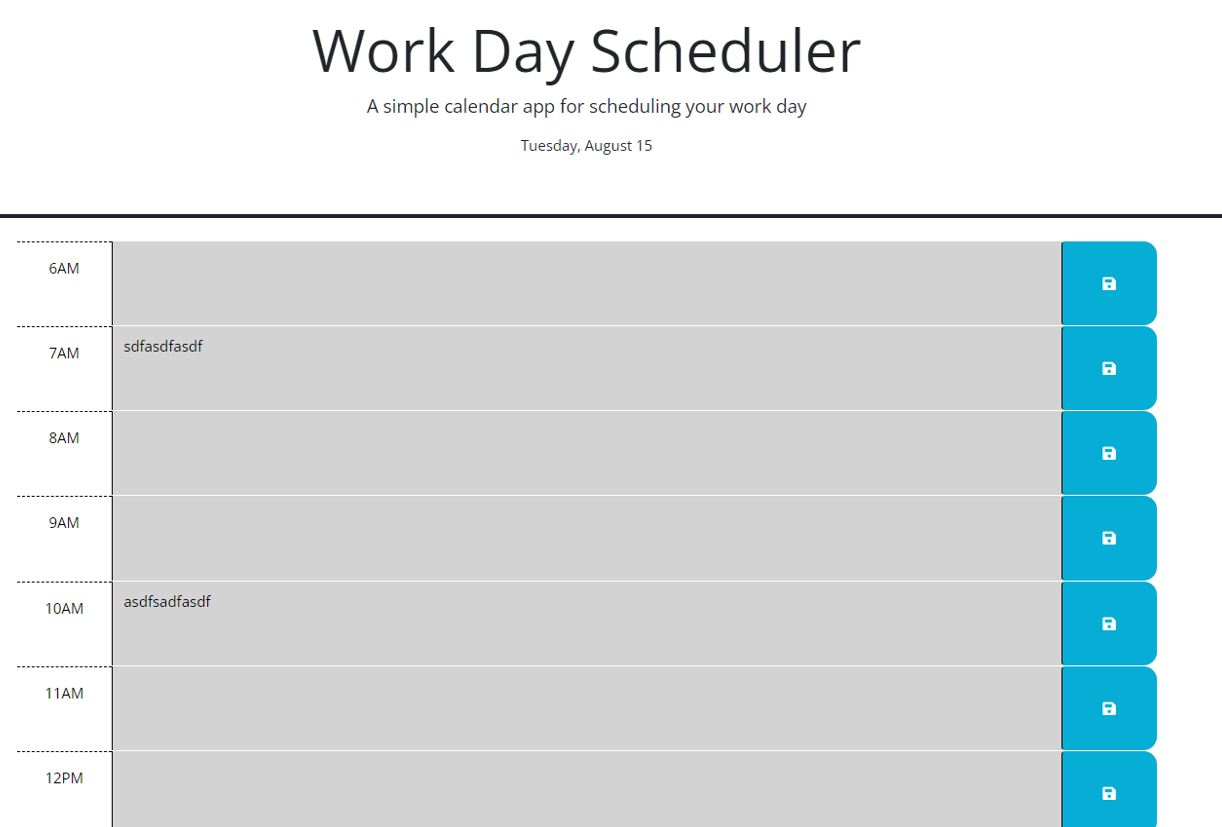 Work Day Scheduler
A simple calendar app for scheduling your work day
Tuesday, August 15
6AM
7AM
sdfasdfasdf
8AM
9AM
10AM
asdfsadfasdf
11AM
12PM